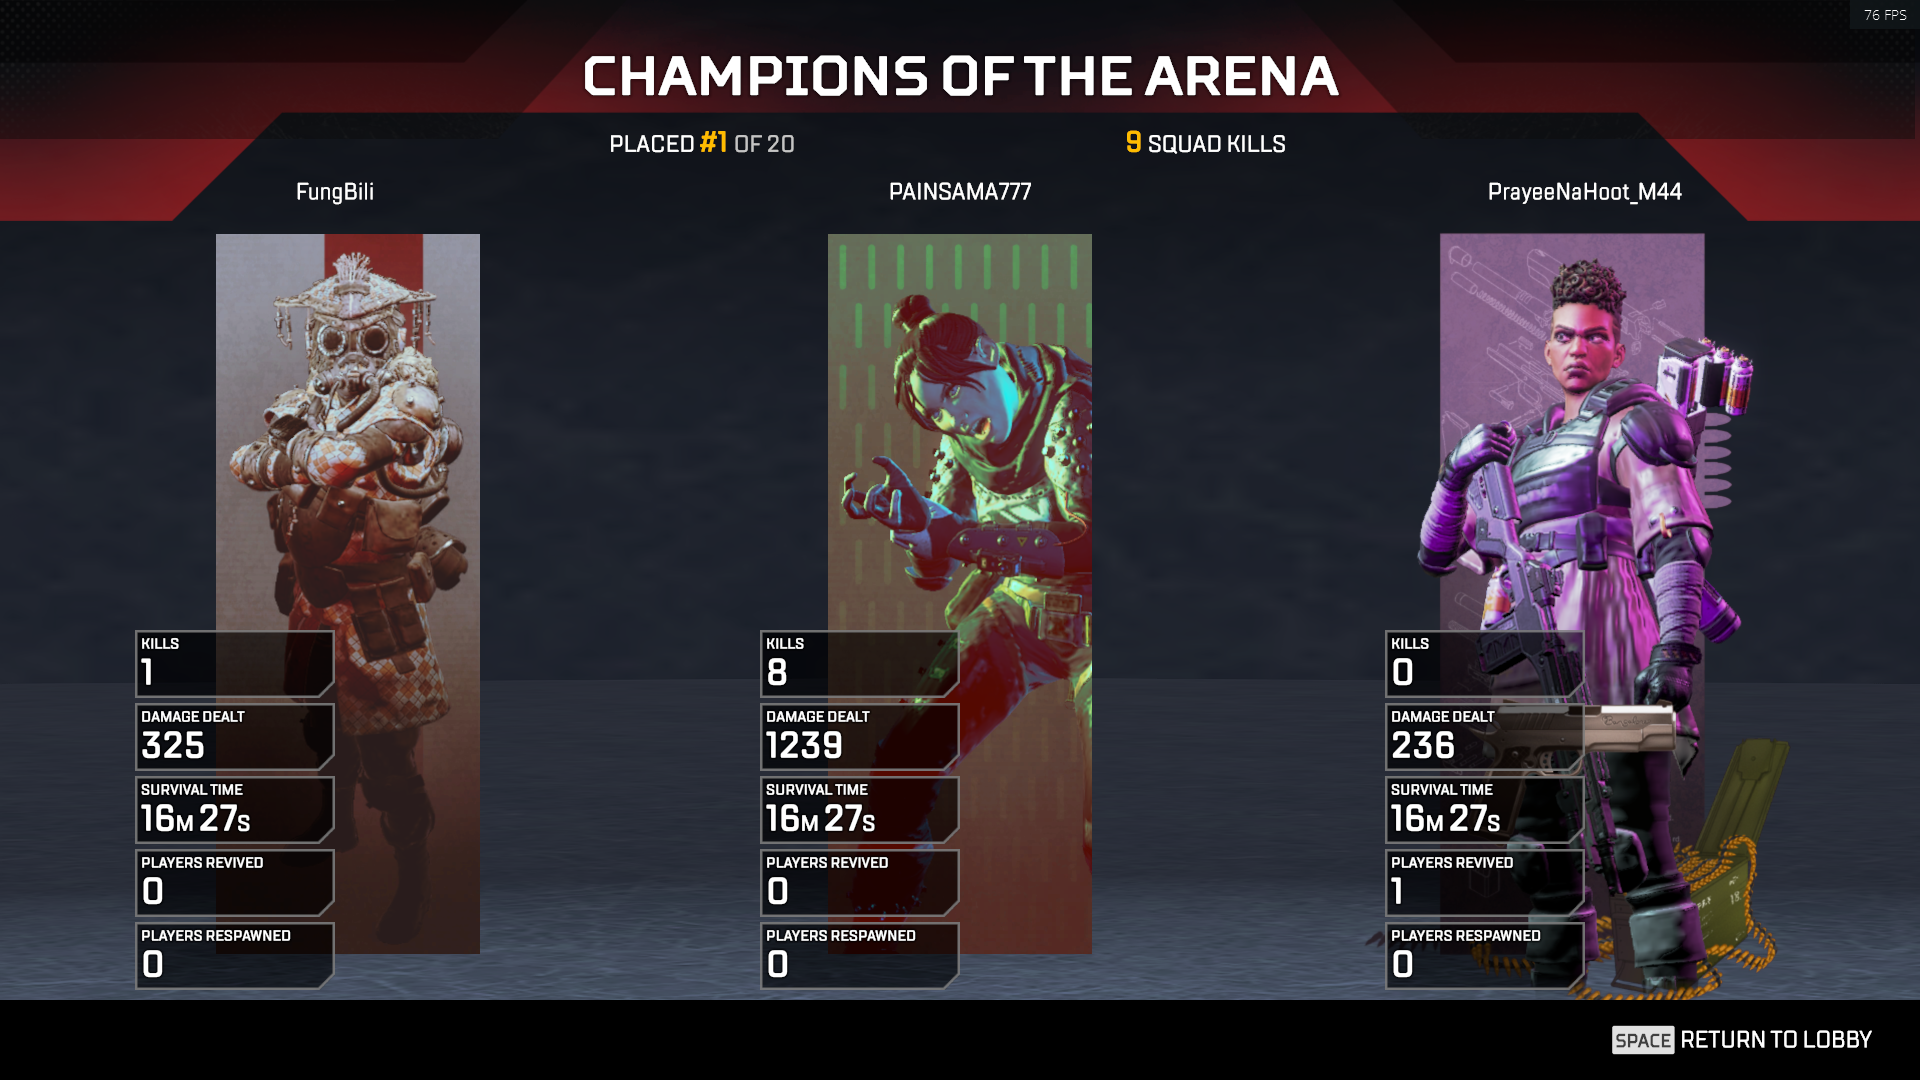 76 FPS
CHAMPIONS OF THE ARENA
PLACED #1 OF 20
9 SQUAD KILLS
FungBili
PAINSAMA777
PrayeeNaHoot_M44
KILLS
1
DAMAGE DEALT
325
SURVIVAL TIME
16M 27S
PLAYERS REVIVED
0
PLAYERS RESPAWNED
0
KILLS
8
DAMAGE DEALT
1239
SURVIVAL TIME
16M 27S
PLAYERS REVIVED
0
PLAYERS RESPAWNED
0
KILLS
0
DAMAGE DEALT
236
SURVIVAL TIME
16M 27S
PLAYERS REVIVED
1
PLAYERS RESPAWNED
0
SPACE RETURN TO LOBBY